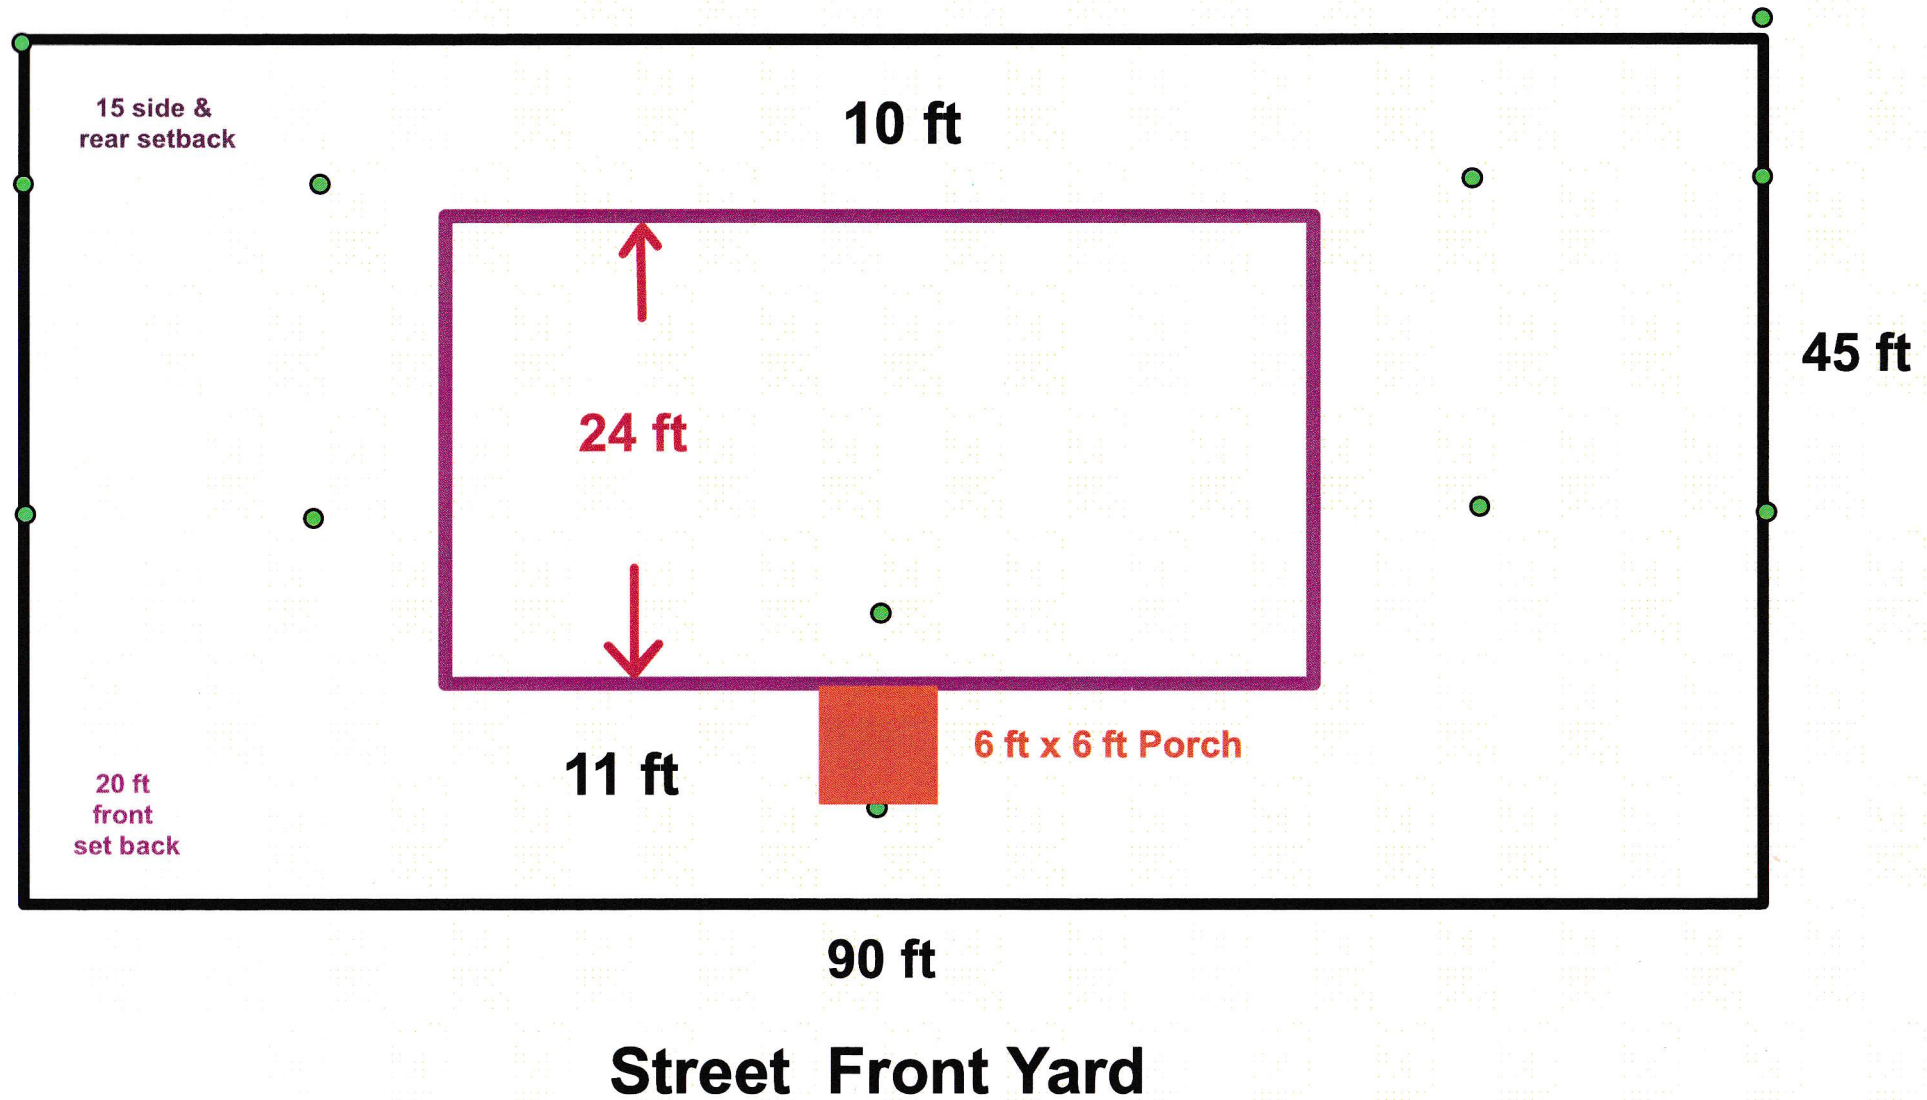 15 side &
rear setback
10 ft
45 ft
24 ft
11 ft
6 ft x 6 ft Porch
20 ft
front
set back
90 ft
Street Front Yard